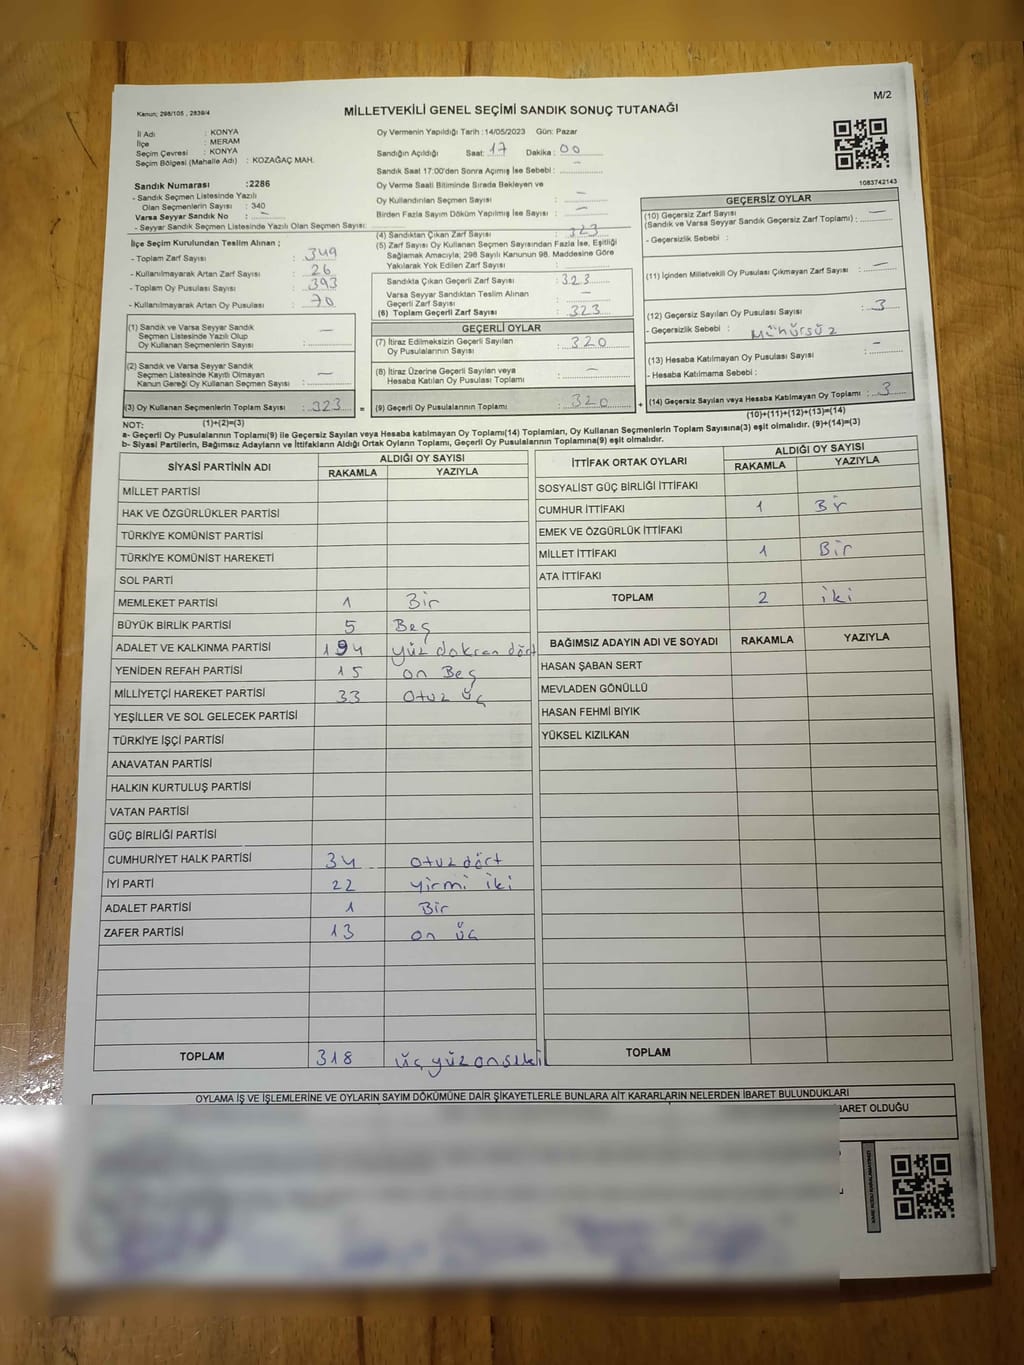 M/2
Kanun; 298/105 , 2839/4
MİLLETVEKİLİ GENEL SEÇİMİ SANDIK SONUÇ TUTANAĞI
İl Adı : KONYA
İlçe : MERAM
Seçim Çevresi : KONYA
Seçim Bölgesi (Mahalle Adı) : KOZAĞAÇ MAH.
Sandık Numarası :2286
- Sandık Seçmen Listesinde Yazılı
Olan Seçmenlerin Sayısı : 340
Varsa Seyyar Sandık No : —
- Seyyar Sandık Seçmen Listesinde Yazılı Olan Seçmen Sayısı:
Oy Vermenin Yapıldığı Tarih : 14/05/2023 Gün: Pazar
Sandığın Açıldığı Saat: 17 Dakika : 00
Sandık Saat 17:00'den Sonra Açımış İse Sebebi : —
Oy Verme Saati Bitiminde Sırada Bekleyen ve
Oy Kullandırılan Seçmen Sayısı : —
Birden Fazla Sayım Döküm Yapılmış İse Sayısı : —
1083742143
İlçe Seçim Kurulundan Teslim Alınan ;
- Toplam Zarf Sayısı : 349
- Kullanılmayarak Artan Zarf Sayısı : 26
- Toplam Oy Pusulası Sayısı : 393
- Kullanılmayarak Artan Oy Pusulası : 70
(1) Sandık ve Varsa Seyyar Sandık
Seçmen Listesinde Yazılı Olup
Oy Kullanan Seçmenlerin Sayısı : —
(2) Sandık ve Varsa Seyyar Sandık
Seçmen Listesinde Kayıtlı Olmayan
Kanun Gereği Oy Kullanan Seçmen Sayısı : —
(3) Oy Kullanan Seçmenlerin Toplam Sayısı : 323 =
(1)+(2)=(3)
(4) Sandıktan Çıkan Zarf Sayısı : 323
(5) Zarf Sayısı Oy Kullanan Seçmen Sayısından Fazla İse, Eşitliği
Sağlamak Amacıyla; 298 Sayılı Kanunun 98. Maddesine Göre
Yakılarak Yok Edilen Zarf Sayısı :
Sandıkta Çıkan Geçerli Zarf Sayısı : 323
Varsa Seyyar Sandıktan Teslim Alınan
Geçerli Zarf Sayısı : —
(6) Toplam Geçerli Zarf Sayısı : 323
GEÇERLİ OYLAR
(7) İtiraz Edilmeksizin Geçerli Sayılan
Oy Pusulalarının Sayısı : 320
(8) İtiraz Üzerine Geçerli Sayılan veya
Hesaba Katılan Oy Pusulası Toplamı : —
(9) Geçerli Oy Pusulalarının Toplamı : 320 +
GEÇERSİZ OYLAR
(10) Geçersiz Zarf Sayısı
(Sandık ve Varsa Seyyar Sandık Geçersiz Zarf Toplamı) : —
- Geçersizlik Sebebi :
(11) İçinden Milletvekili Oy Pusulası Çıkmayan Zarf Sayısı : —
(12) Geçersiz Sayılan Oy Pusulası Sayısı : 3
- Geçersizlik Sebebi : Mühürsüz
(13) Hesaba Katılmayan Oy Pusulası Sayısı : —
- Hesaba Katılmama Sebebi :
(14) Geçersiz Sayılan veya Hesaba Katılmayan Oy Toplamı : 3
(10)+(11)+(12)+(13)=(14)
NOT:
a- Geçerli Oy Pusulalarının Toplamı(9) ile Geçersiz Sayılan veya Hesaba katılmayan Oy Toplamı(14) Toplamları, Oy Kullanan Seçmenlerin Toplam Sayısına(3) eşit olmalıdır. (9)+(14)=(3)
b- Siyasi Partilerin, Bağımsız Adayların ve İttifakların Aldığı Ortak Oyların Toplamı, Geçerli Oy Pusulalarının Toplamına(9) eşit olmalıdır.
SİYASİ PARTİNİN ADI ALDIĞI OY SAYISI
RAKAMLA YAZIYLA
MİLLET PARTİSİ
HAK VE ÖZGÜRLÜKLER PARTİSİ
TÜRKİYE KOMÜNİST PARTİSİ
TÜRKİYE KOMÜNİST HAREKETİ
SOL PARTİ
MEMLEKET PARTİSİ 1 Bir
BÜYÜK BİRLİK PARTİSİ 5 Beş
ADALET VE KALKINMA PARTİSİ 194 yüz doksan dört
YENİDEN REFAH PARTİSİ 15 on Beş
MİLLİYETÇİ HAREKET PARTİSİ 33 Otuz üç
YEŞİLLER VE SOL GELECEK PARTİSİ
TÜRKİYE İŞÇİ PARTİSİ
ANAVATAN PARTİSİ
HALKIN KURTULUŞ PARTİSİ
VATAN PARTİSİ
GÜÇ BİRLİĞİ PARTİSİ
CUMHURİYET HALK PARTİSİ 34 otuz dört
İYİ PARTİ 22 yirmi iki
ADALET PARTİSİ 1 Bir
ZAFER PARTİSİ 13 on üç
TOPLAM 318 üç yüz onsekil
İTTİFAK ORTAK OYLARI ALDIĞI OY SAYISI
RAKAMLA YAZIYLA
SOSYALİST GÜÇ BİRLİĞİ İTTİFAKI
CUMHUR İTTİFAKI 1 Bir
EMEK VE ÖZGÜRLÜK İTTİFAKI
MİLLET İTTİFAKI 1 Bir
ATA İTTİFAKI
TOPLAM 2 iki
BAĞIMSIZ ADAYIN ADI VE SOYADI RAKAMLA YAZIYLA
HASAN ŞABAN SERT
MEVLADEN GÖNÜLLÜ
HASAN FEHMİ BIYIK
YÜKSEL KIZILKAN
TOPLAM
OYLAMA İŞ VE İŞLEMLERİNE VE OYLARIN SAYIM DÖKÜMÜNE DAİR ŞİKAYETLERLE BUNLARA AİT KARARLARIN NELERDEN İBARET BULUNDUKLARI
BARET OLDUĞU